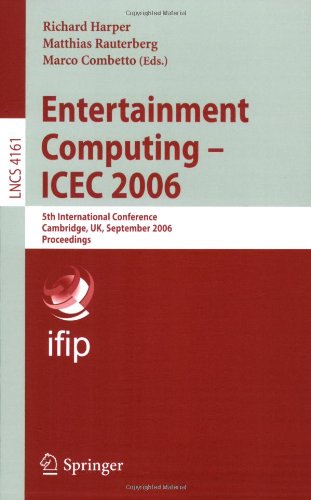 Richard Harper
Matthias Rauterberg
Marco Combetto (Eds.)
LNCS 4161
Entertainment
Computing –
ICEC 2006
5th International Conference
Cambridge, UK, September 2006
Proceedings
ifip
Springer